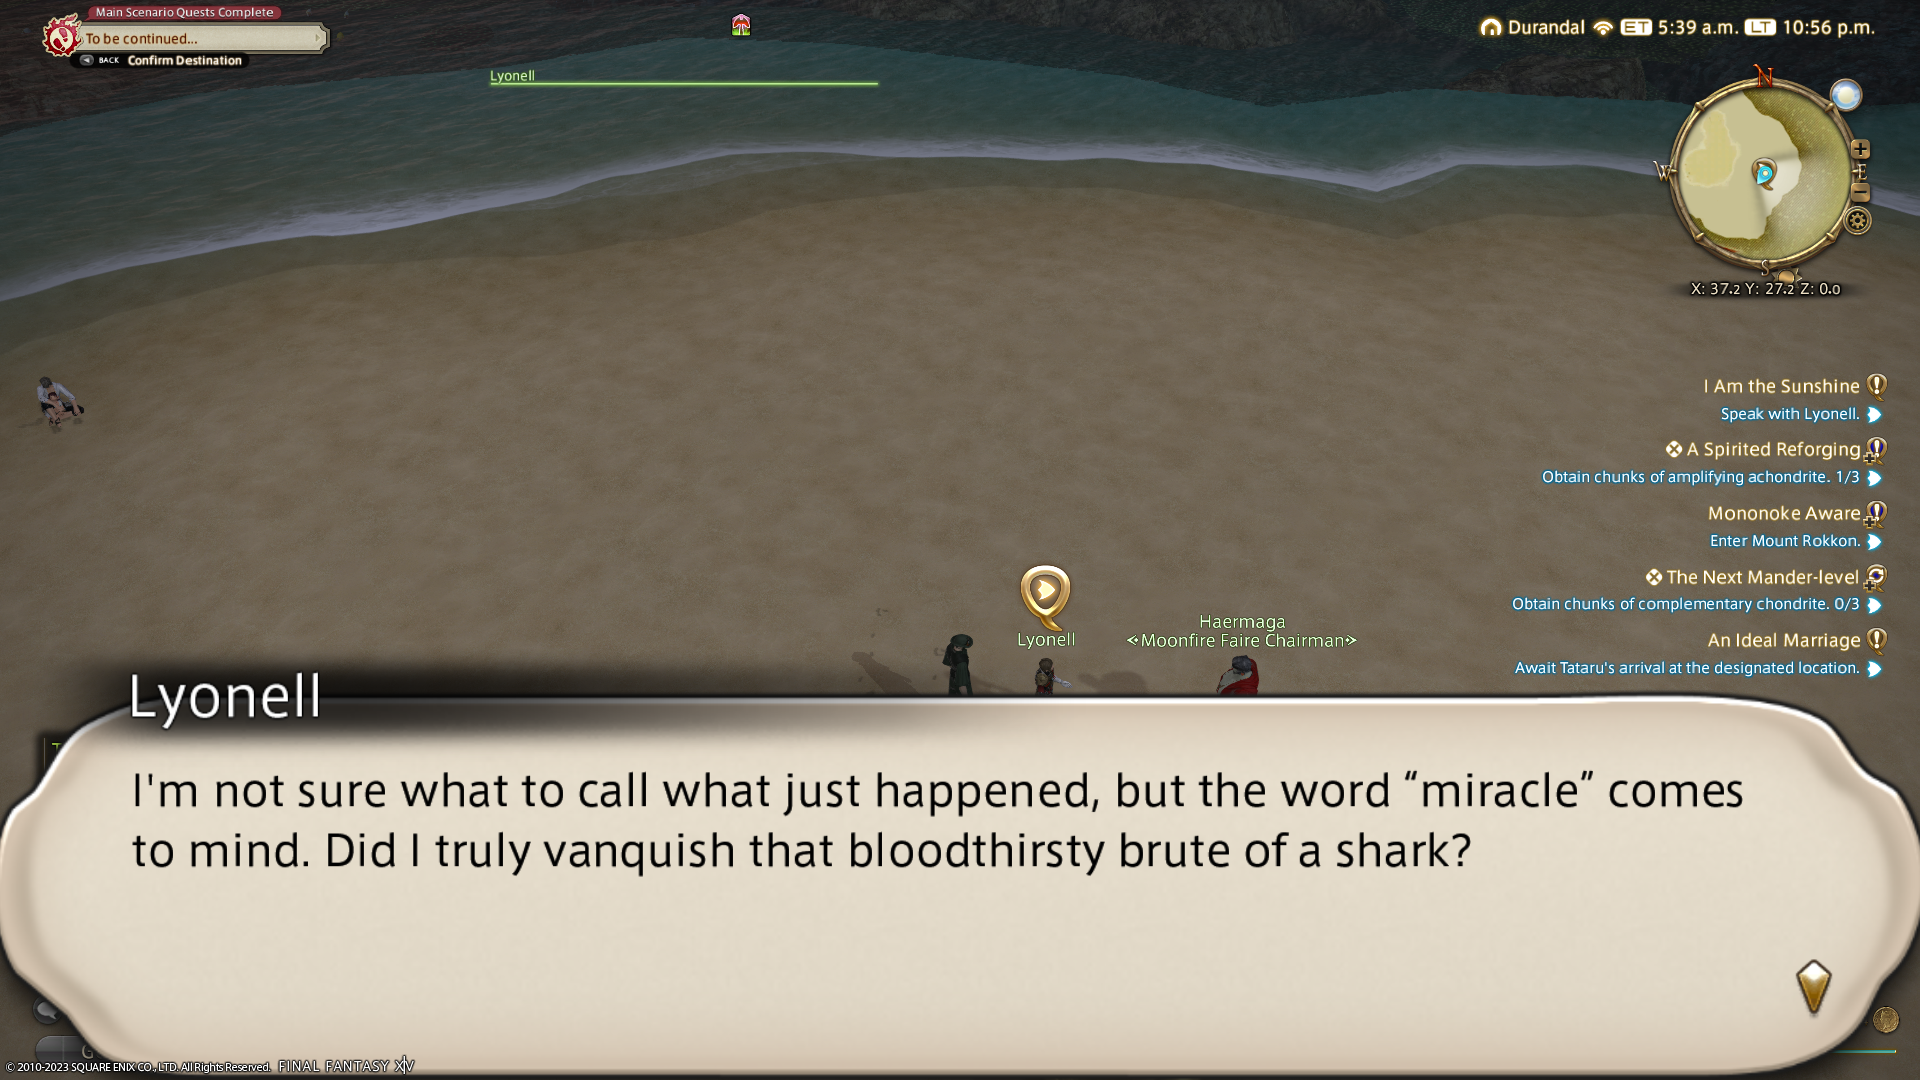 Main Scenario Quests Complete
To be continued...
BACK Confirm Destination
Lyonell
Durandal ET 5:39 a.m. LT 10:56 p.m.
N
W
E
S
X: 37.2 Y: 27.2 Z: 0.0
I Am the Sunshine
Speak with Lyonell.
A Spirited Reforging
Obtain chunks of amplifying achondrite. 1/3
Mononoke Aware
Enter Mount Rokkon.
The Next Mander-level
Obtain chunks of complementary chondrite. 0/3
An Ideal Marriage
Await Tataru's arrival at the designated location.
Lyonell
Haermaga
Moonfire Faire Chairman
Lyonell
I'm not sure what to call what just happened, but the word “miracle” comes
to mind. Did I truly vanquish that bloodthirsty brute of a shark?
© 2010-2023 SQUARE ENIX CO., LTD. All Rights Reserved. FINAL FANTASY XIV